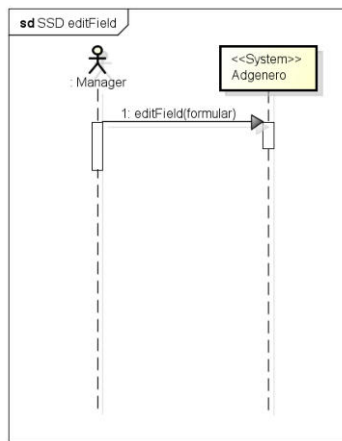 sd SSD editField
<<System>>
Adgenero
: Manager
1: editField(formular)